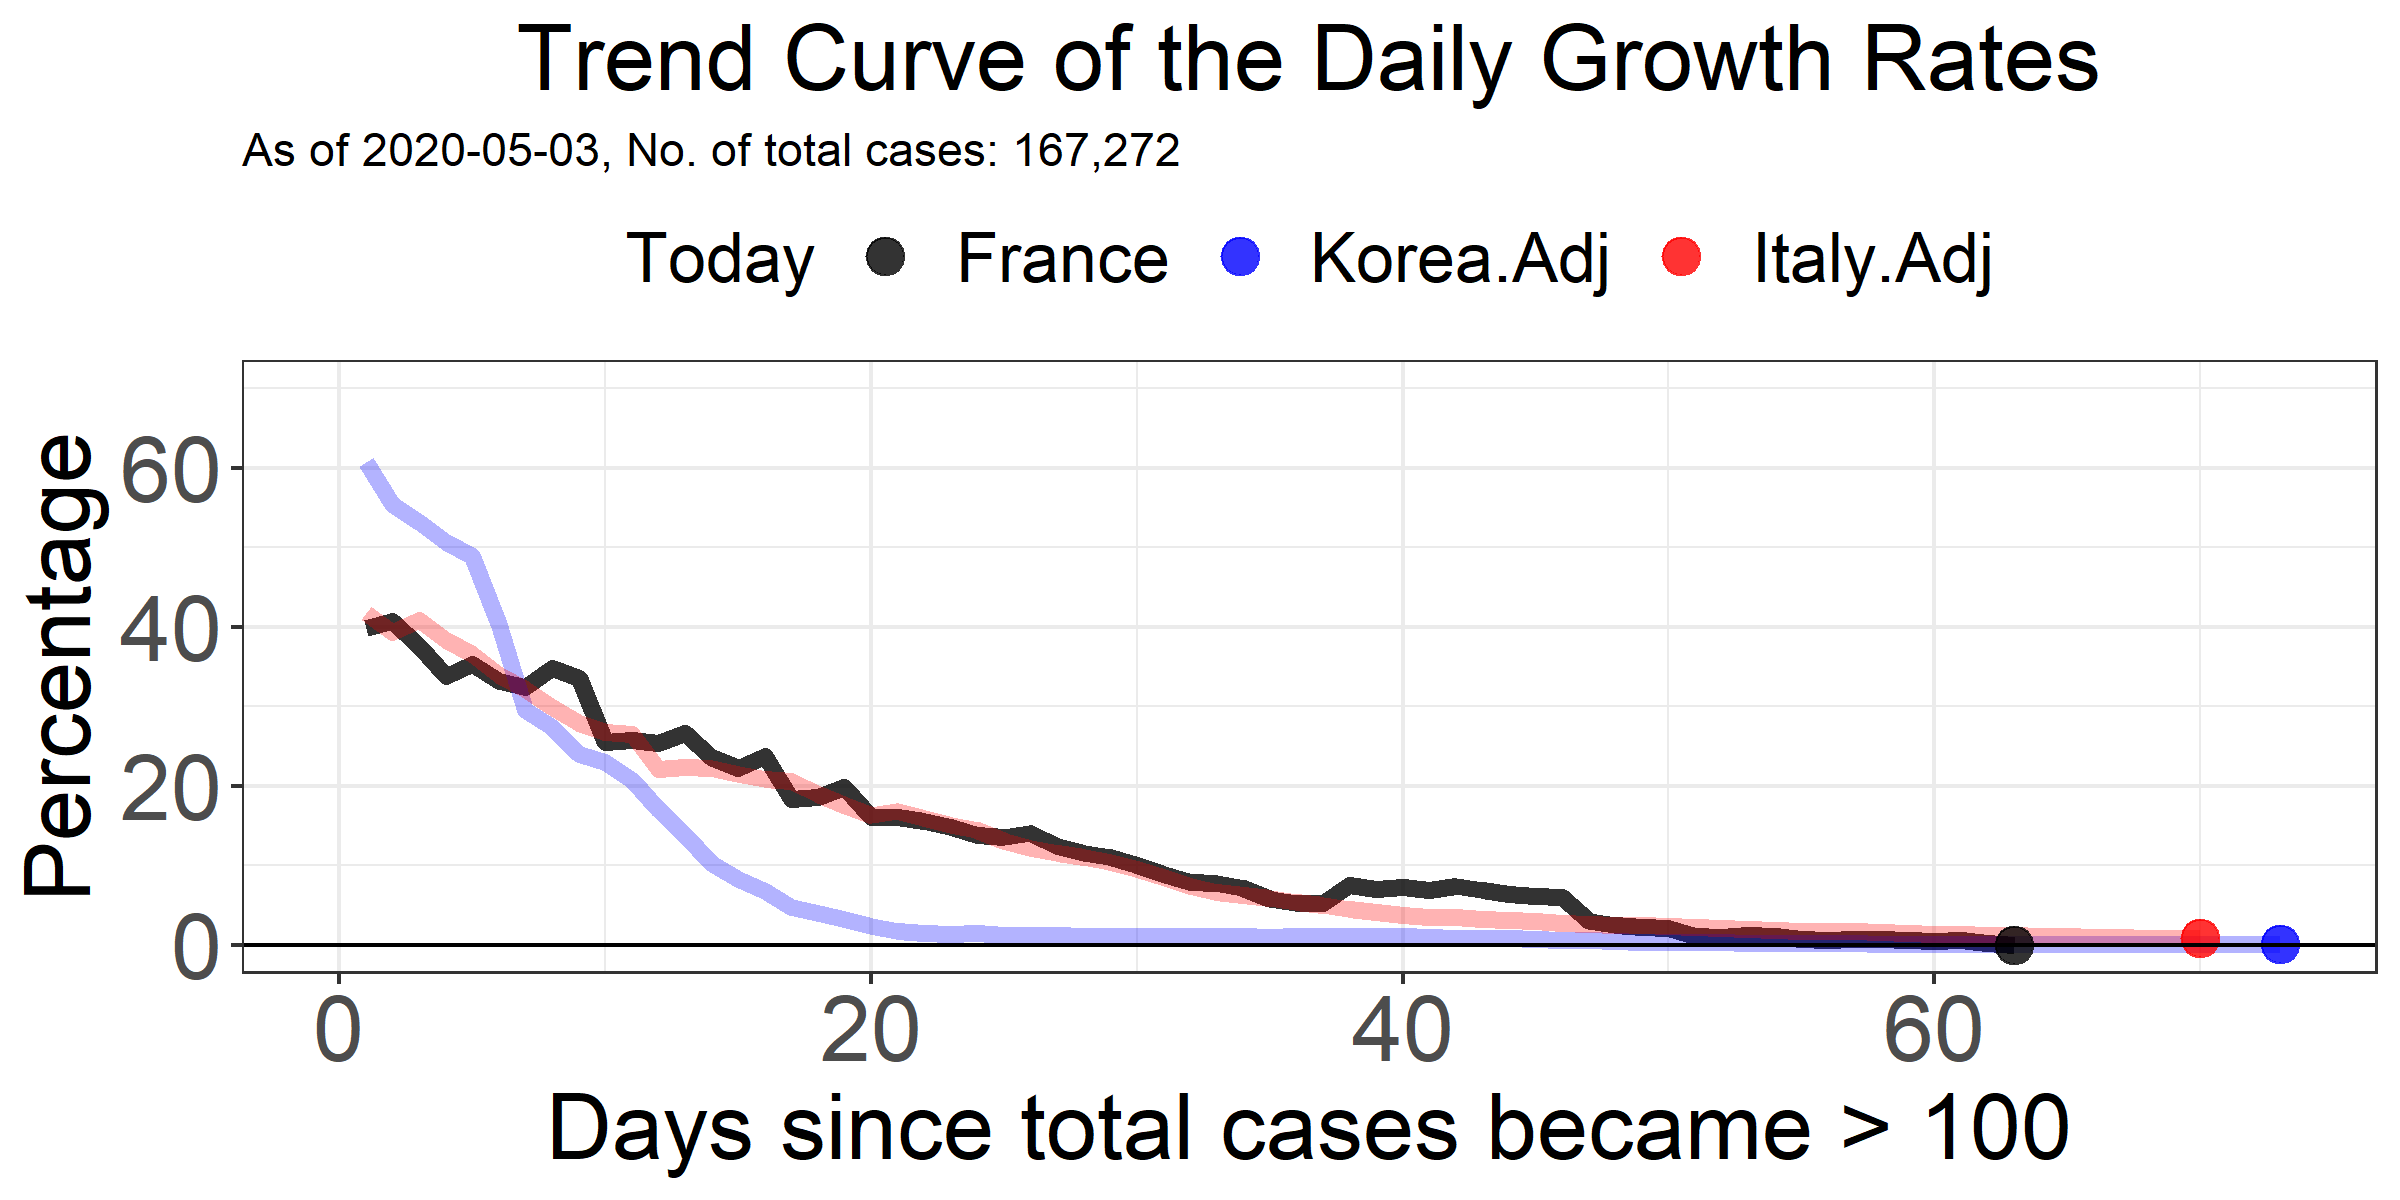 Trend Curve of the Daily Growth Rates
As of 2020-05-03, No. of total cases: 167,272
Today France Korea.Adj Italy.Adj
Percentage
60
40
20
0
0 20 40 60
Days since total cases became > 100